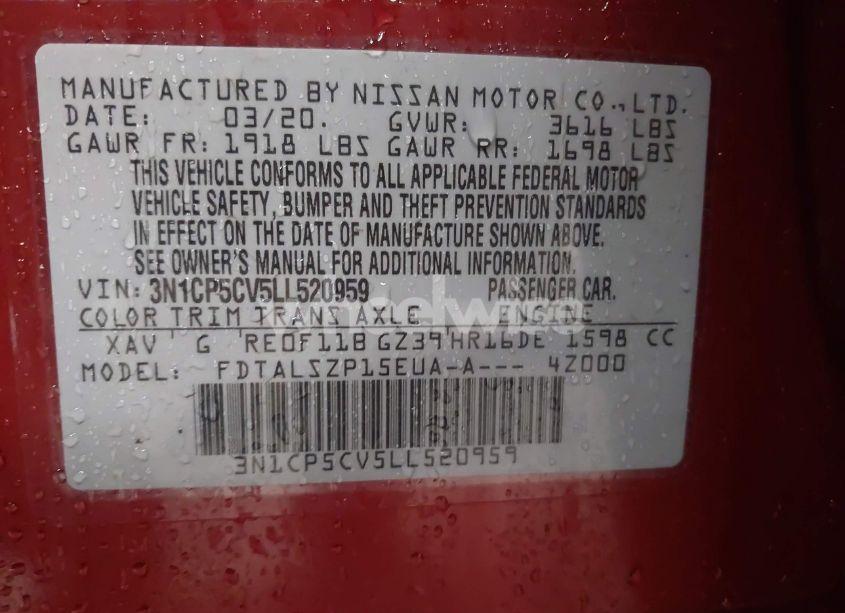 MANUFACTURED BY NISSAN MOTOR CO., LTD.
DATE: 03/20. GVWR: 3616 LBS
GAWR FR: 1918 LBS GAWR RR: 1698 LBS
THIS VEHICLE CONFORMS TO ALL APPLICABLE FEDERAL MOTOR
VEHICLE SAFETY, BUMPER AND THEFT PREVENTION STANDARDS
IN EFFECT ON THE DATE OF MANUFACTURE SHOWN ABOVE.
SEE OWNER'S MANUAL FOR ADDITIONAL INFORMATION.
VIN: 3N1CP5CV5LL520959 PASSENGER CAR.
COLOR TRIM TRANS AXLE ENGINE
XAV G RE0F11B GZ39 HR16DE 1598 CC
MODEL: FDTALSZP15EUA-A--- 4Z000
3N1CP5CV5LL520959